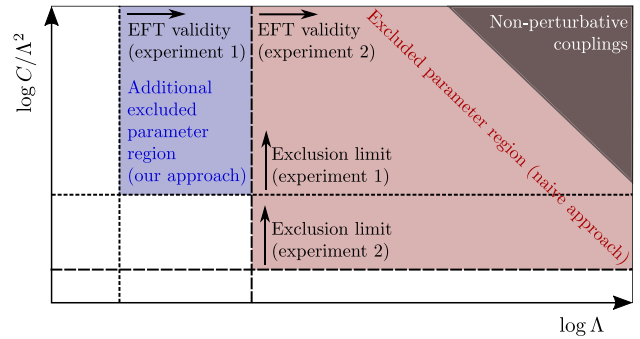 log C/Λ²
EFT validity
(experiment 1)
EFT validity
(experiment 2)
Non-perturbative
couplings
Additional
excluded
parameter
region
(our approach)
Excluded parameter region (naive approach)
Exclusion limit
(experiment 1)
Exclusion limit
(experiment 2)
log Λ